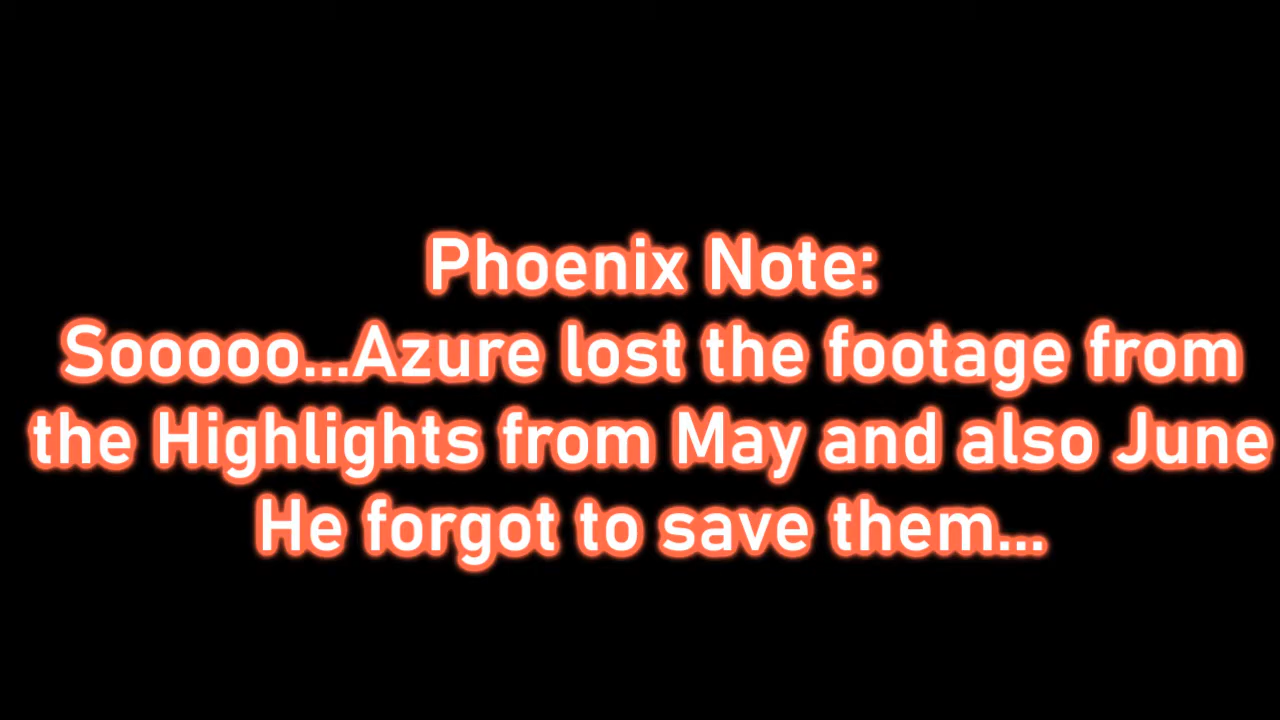 Phoenix Note:
Sooooo...Azure lost the footage from
the Highlights from May and also June
He forgot to save them...